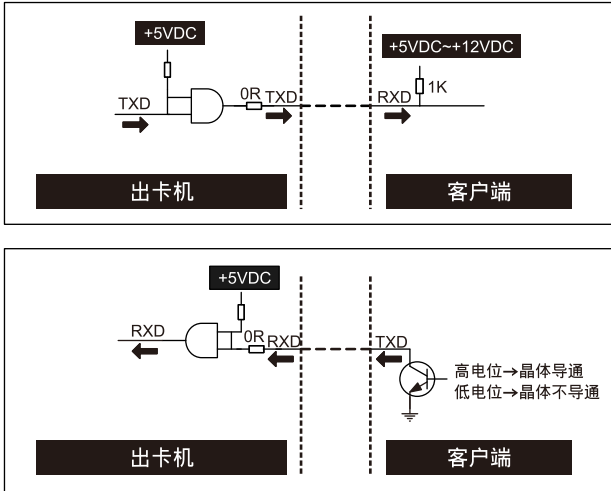 +5VDC
+5VDC~+12VDC
1K
TXD
0R
TXD
RXD
出卡机
客户端
+5VDC
RXD
0R
RXD
TXD
高电位→晶体导通
低电位→晶体不导通
出卡机
客户端